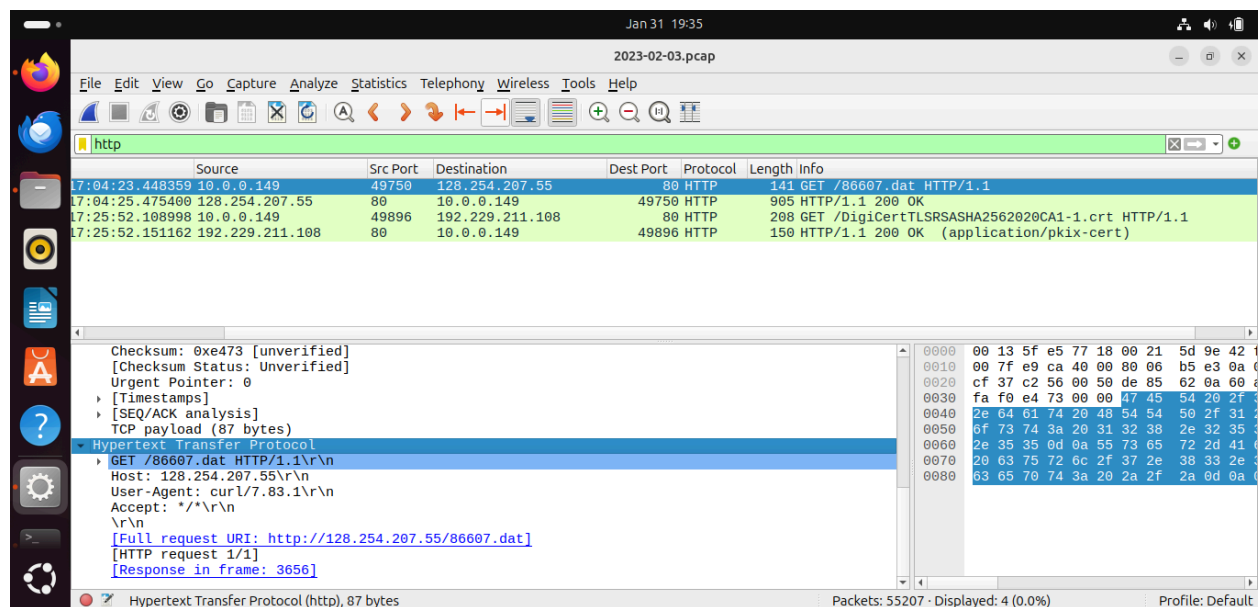 Jan 31 19:35
2023-02-03.pcap
File Edit View Go Capture Analyze Statistics Telephony Wireless Tools Help
http
Source Src Port Destination Dest Port Protocol Length Info
17:04:23.448359 10.0.0.149 49750 128.254.207.55 80 HTTP 141 GET /86607.dat HTTP/1.1
17:04:25.475400 128.254.207.55 80 10.0.0.149 49750 HTTP 905 HTTP/1.1 200 OK
17:25:52.108998 10.0.0.149 49896 192.229.211.108 80 HTTP 208 GET /DigiCertTLSRSASHA2562020CA1-1.crt HTTP/1.1
17:25:52.151162 192.229.211.108 80 10.0.0.149 49896 HTTP 150 HTTP/1.1 200 OK (application/pkix-cert)
Checksum: 0xe473 [unverified]
[Checksum Status: Unverified]
Urgent Pointer: 0
[Timestamps]
[SEQ/ACK analysis]
TCP payload (87 bytes)
Hypertext Transfer Protocol
GET /86607.dat HTTP/1.1\r\n
Host: 128.254.207.55\r\n
User-Agent: curl/7.83.1\r\n
Accept: */*\r\n
\r\n
[Full request URI: http://128.254.207.55/86607.dat]
[HTTP request 1/1]
[Response in frame: 3656]
0000 00 13 5f e5 77 18 00 21 5d 9e 42
0010 00 7f e9 ca 40 00 80 06 b5 e3 0a
0020 cf 37 c2 56 00 50 de 85 62 0a 60
0030 fa f0 e4 73 00 00 47 45 54 20 2f
0040 2e 64 61 74 20 48 54 54 50 2f 31
0050 6f 73 74 3a 20 31 32 38 2e 32 35
0060 2e 35 35 0d 0a 55 73 65 72 2d 41
0070 20 63 75 72 6c 2f 37 2e 38 33 2e
0080 63 65 70 74 3a 20 2a 2f 2a 0d 0a
Hypertext Transfer Protocol (http), 87 bytes
Packets: 55207 · Displayed: 4 (0.0%)
Profile: Default